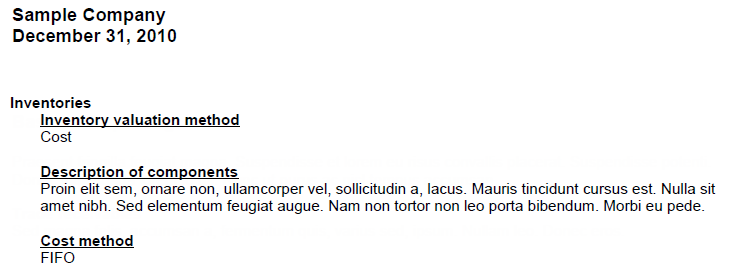 Sample Company
December 31, 2010
Inventories
Inventory valuation method
Cost
Description of components
Proin elit sem, ornare non, ullamcorper vel, sollicitudin a, lacus. Mauris tincidunt cursus est. Nulla sit
amet nibh. Sed elementum feugiat augue. Nam non tortor non leo porta bibendum. Morbi eu pede.
Cost method
FIFO